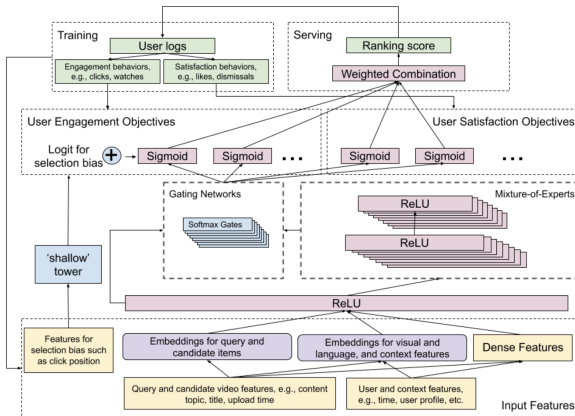 Training
Serving
User logs
Ranking score
Engagement behaviors,
e.g., clicks, watches
Satisfaction behaviors,
e.g., likes, dismissals
Weighted Combination
User Engagement Objectives
User Satisfaction Objectives
Logit for
selection bias
+
Sigmoid
Sigmoid
...
Sigmoid
Sigmoid
...
Gating Networks
Mixture-of-Experts
Softmax Gates
ReLU
ReLU
'shallow'
tower
ReLU
Features for
selection bias such
as click position
Embeddings for query and
candidate items
Embeddings for visual and
language, and context features
Dense Features
Query and candidate video features, e.g., content
topic, title, upload time
User and context features,
e.g., time, user profile, etc.
Input Features